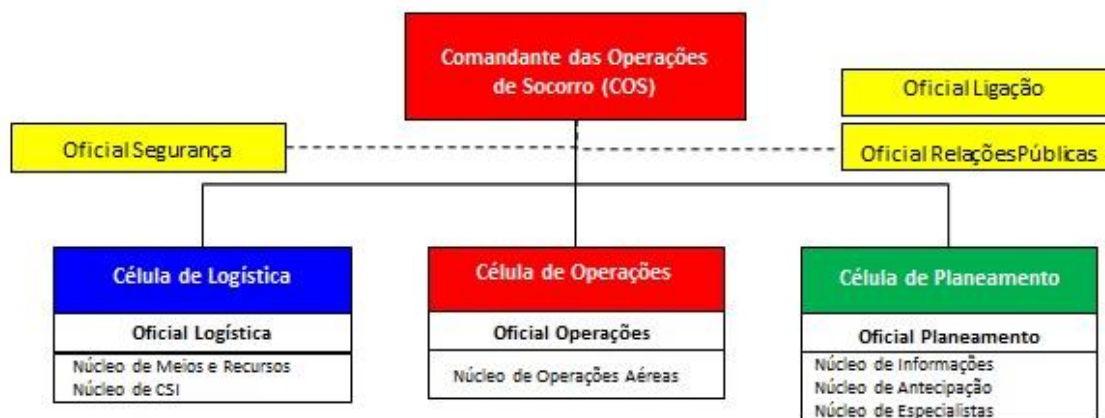 Comandante das Operações
de Socorro (COS)
Oficial Ligação
Oficial Segurança
Oficial Relações Públicas
Célula de Logística
Oficial Logística
Núcleo de Meios e Recursos
Núcleo de CSI
Célula de Operações
Oficial Operações
Núcleo de Operações Aéreas
Célula de Planeamento
Oficial Planeamento
Núcleo de Informações
Núcleo de Antecipação
Núcleo de Especialistas